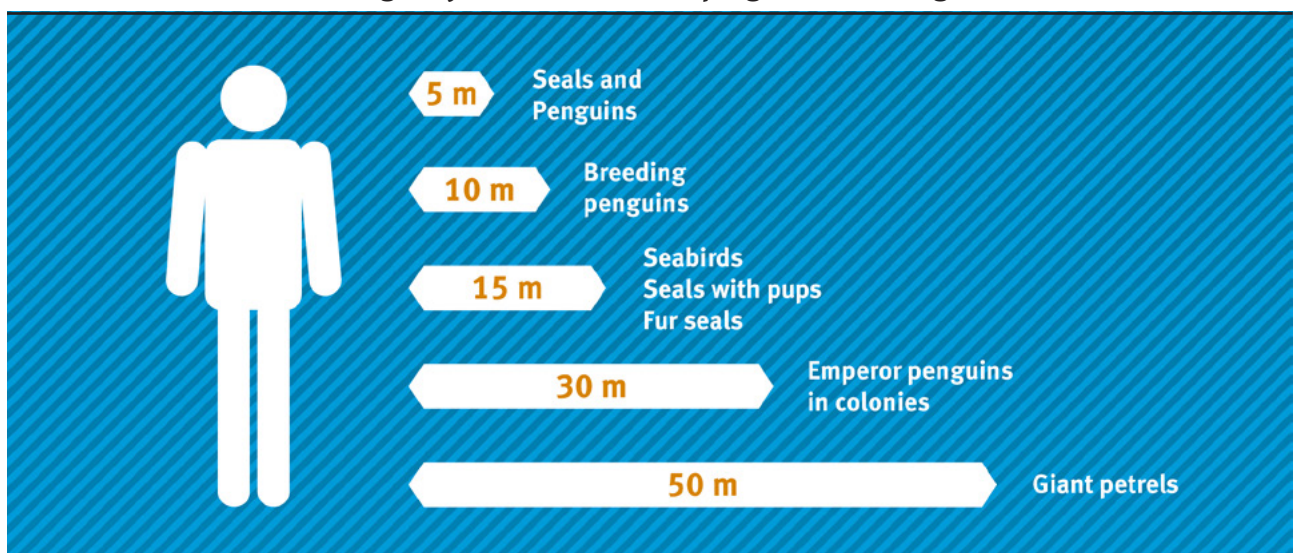 5 m
Seals and
Penguins
10 m
Breeding
penguins
15 m
Seabirds
Seals with pups
Fur seals
30 m
Emperor penguins
in colonies
50 m
Giant petrels